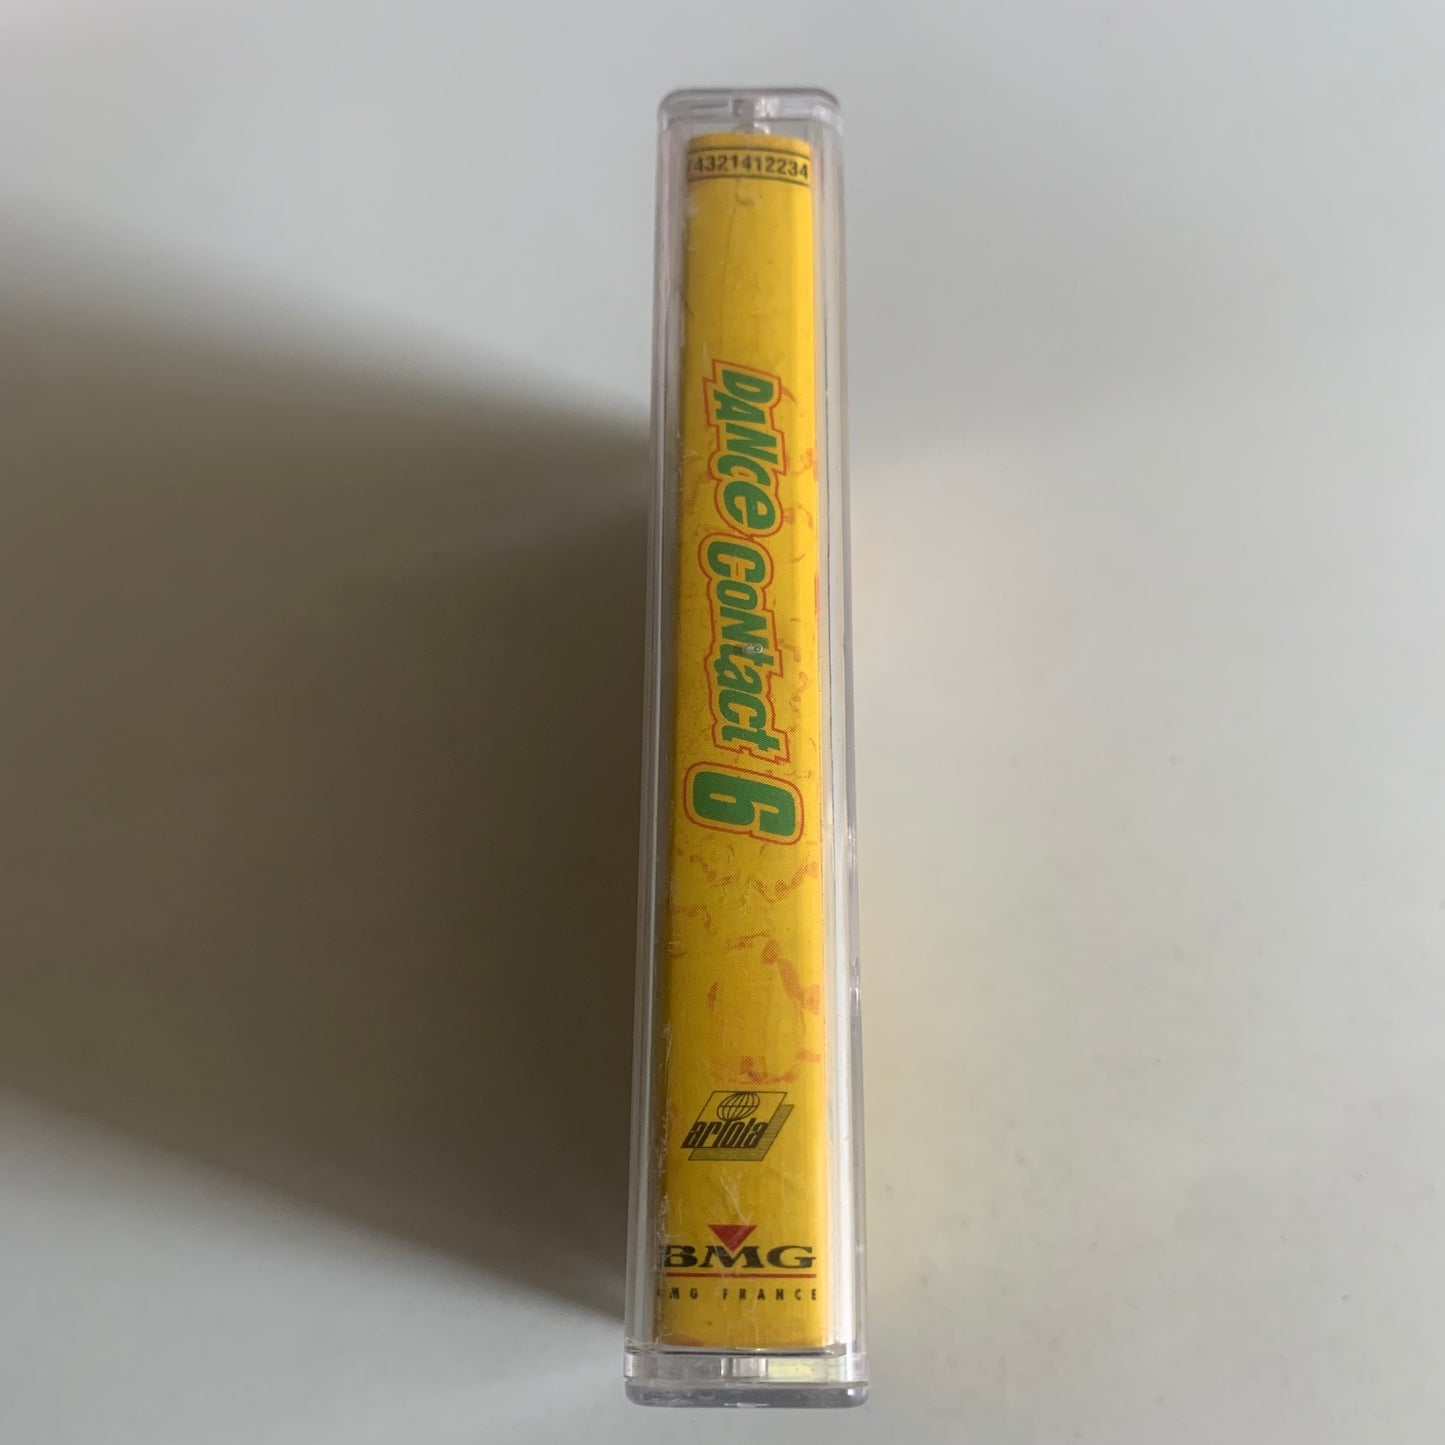 74321412234
DANCe CoNtact 6
ariola
BMG
BMG FRANCE